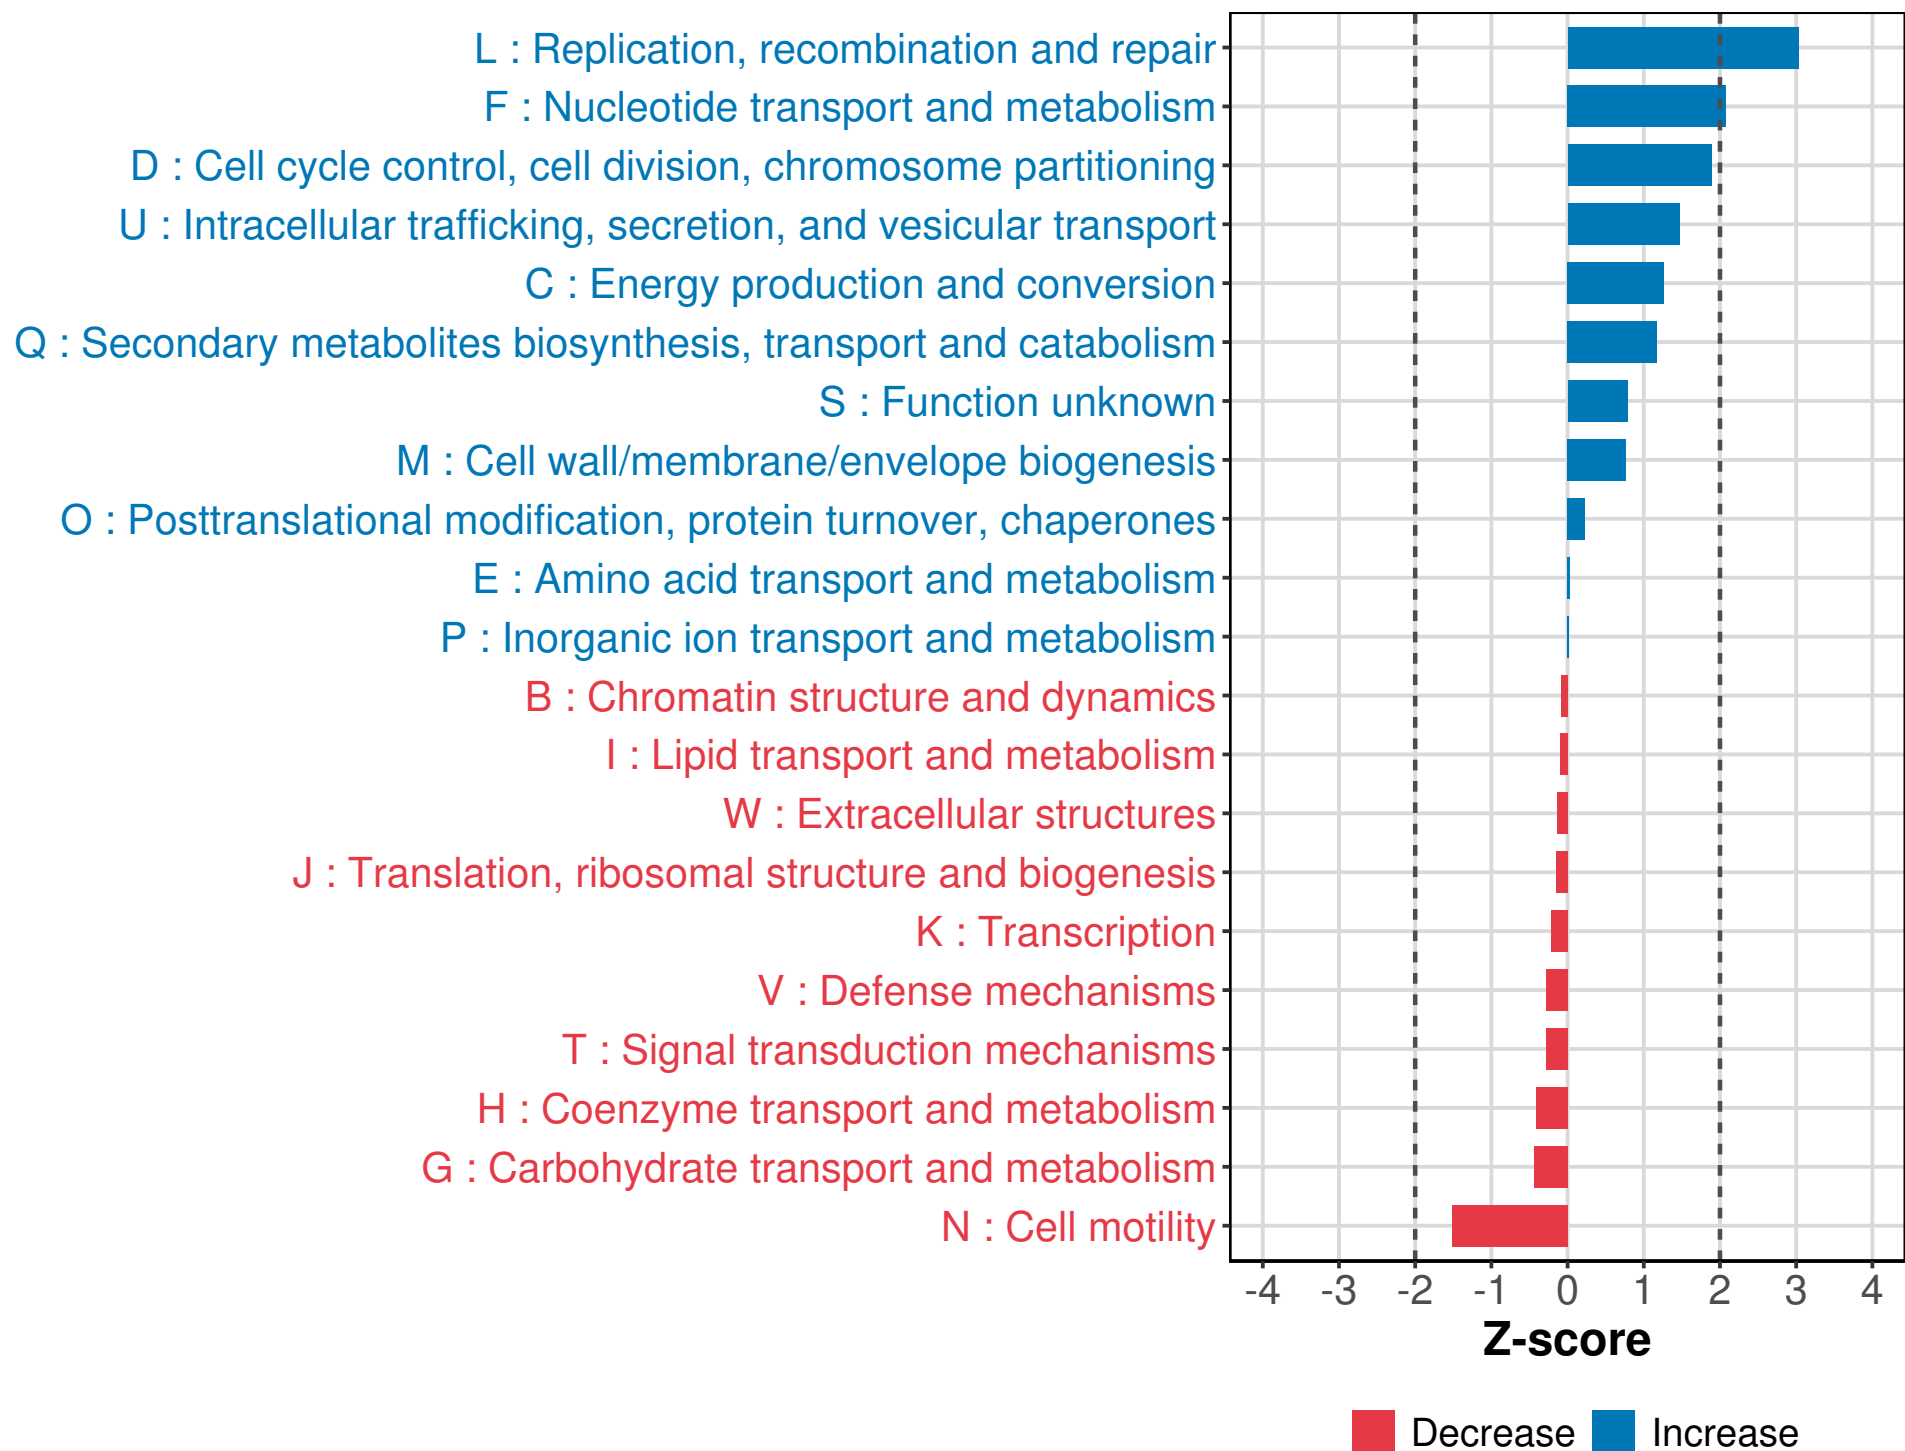 L : Replication, recombination and repair
F : Nucleotide transport and metabolism
D : Cell cycle control, cell division, chromosome partitioning
U : Intracellular trafficking, secretion, and vesicular transport
C : Energy production and conversion
Q : Secondary metabolites biosynthesis, transport and catabolism
S : Function unknown
M : Cell wall/membrane/envelope biogenesis
O : Posttranslational modification, protein turnover, chaperones
E : Amino acid transport and metabolism
P : Inorganic ion transport and metabolism
B : Chromatin structure and dynamics
I : Lipid transport and metabolism
W : Extracellular structures
J : Translation, ribosomal structure and biogenesis
K : Transcription
V : Defense mechanisms
T : Signal transduction mechanisms
H : Coenzyme transport and metabolism
G : Carbohydrate transport and metabolism
N : Cell motility
-4 -3 -2 -1 0 1 2 3 4
Z-score
Decrease Increase